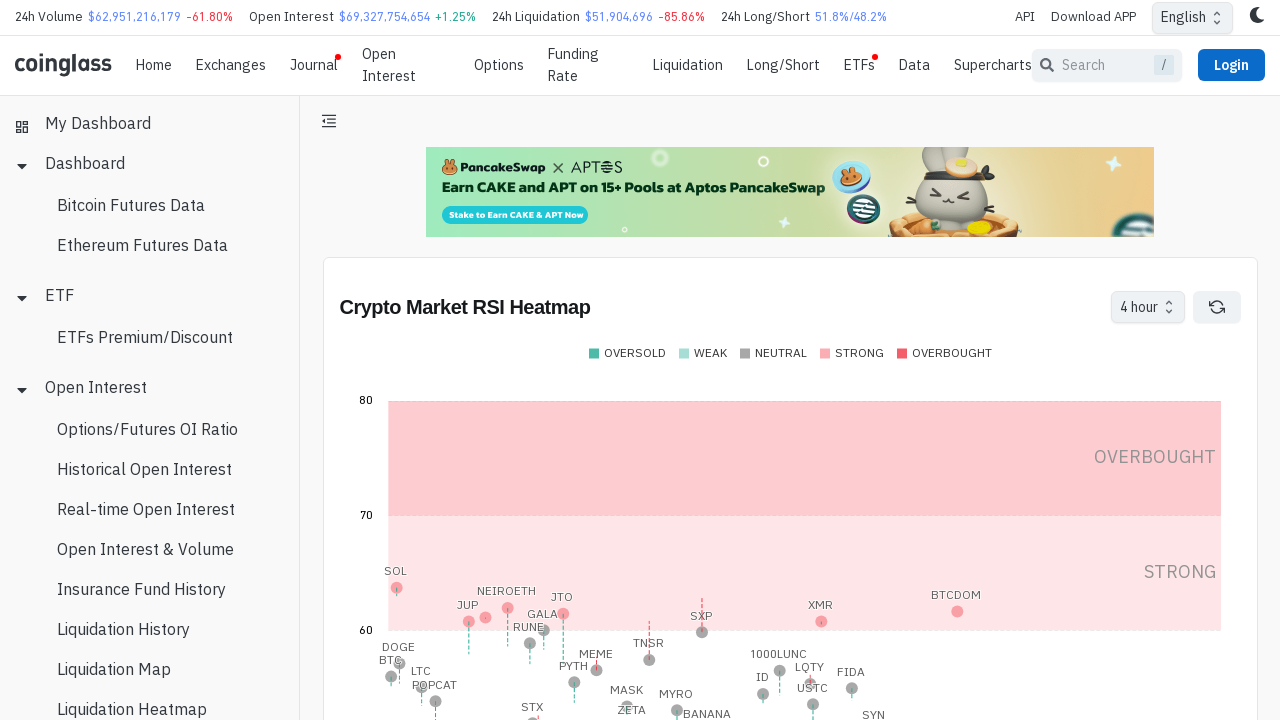 24h Volume $62,951,216,179 -61.80% Open Interest $69,327,754,654 +1.25% 24h Liquidation $51,904,696 -85.86% 24h Long/Short 51.8%/48.2% API Download APP English
coinglass Home Exchanges Journal Open Interest Options Funding Rate Liquidation Long/Short ETFs Data Supercharts Search / Login
My Dashboard
Dashboard
Bitcoin Futures Data
Ethereum Futures Data
ETF
ETFs Premium/Discount
Open Interest
Options/Futures OI Ratio
Historical Open Interest
Real-time Open Interest
Open Interest & Volume
Insurance Fund History
Liquidation History
Liquidation Map
Liquidation Heatmap
PancakeSwap × APTOS
Earn CAKE and APT on 15+ Pools at Aptos PancakeSwap
Stake to Earn CAKE & APT Now
Crypto Market RSI Heatmap
4 hour
OVERSOLD WEAK NEUTRAL STRONG OVERBOUGHT
80
OVERBOUGHT
70
STRONG
SOL
NEIROETH
BTCDOM
JTO
JUP
XMR
GALA
SXP
RUNE
60
TNSR
DOGE
MEME
1000LUNC
BTC
PYTH
LQTY
LTC
FIDA
ID
POPCAT
USTC
MASK
MYRO
STX
ZETA
BANANA
SYN